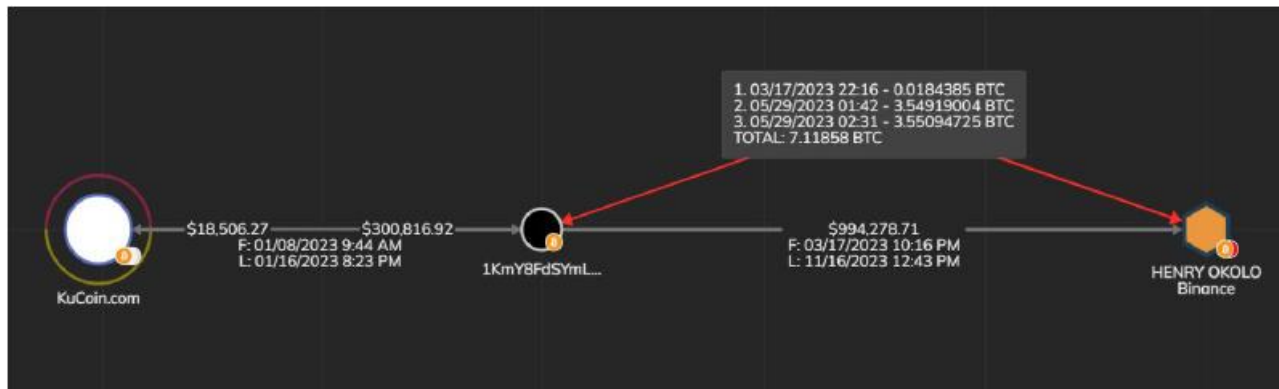 1. 03/17/2023 22:16 - 0.0184385 BTC
2. 05/29/2023 01:42 - 3.54919004 BTC
3. 05/29/2023 02:31 - 3.55094725 BTC
TOTAL: 7.11858 BTC
$18,506.27 $300,816.92
F: 01/08/2023 9:44 AM
L: 01/16/2023 8:23 PM
KuCoin.com
1KmY8FdSYmL...
$994,278.71
F: 03/17/2023 10:16 PM
L: 11/16/2023 12:43 PM
HENRY OKOLO
Binance